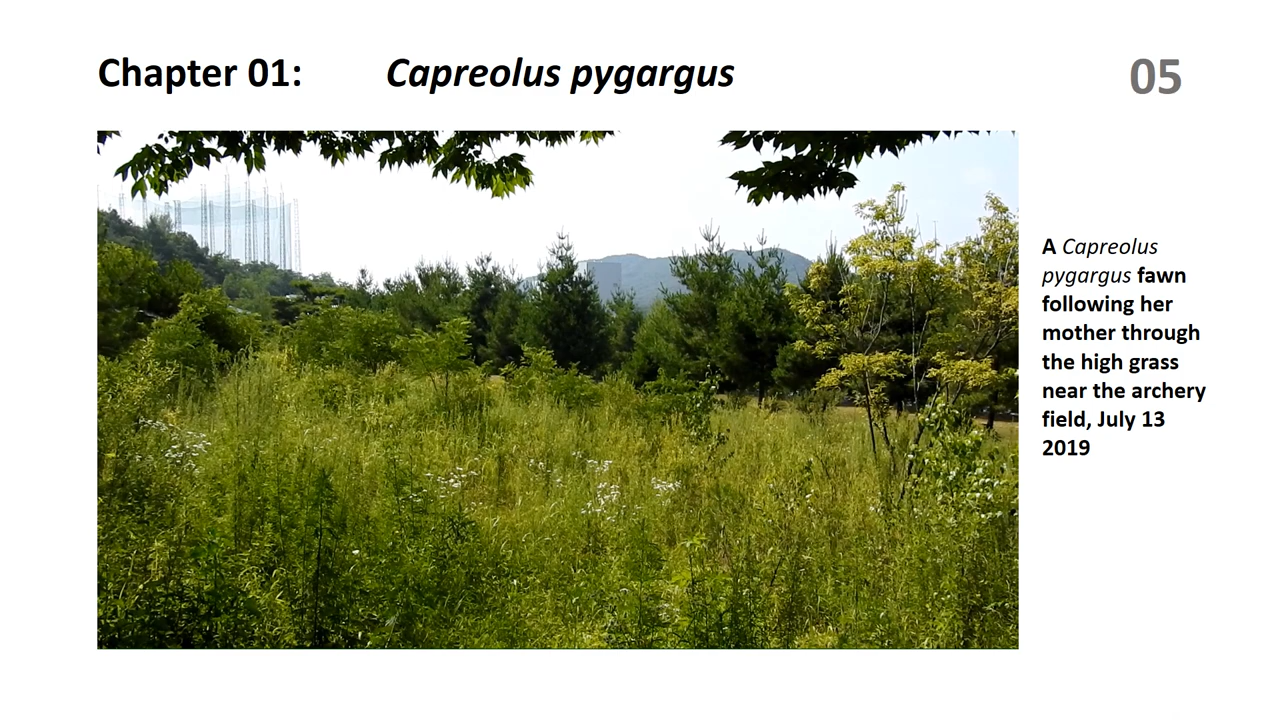 Chapter 01: Capreolus pygargus
05
A Capreolus
pygargus fawn
following her
mother through
the high grass
near the archery
field, July 13
2019